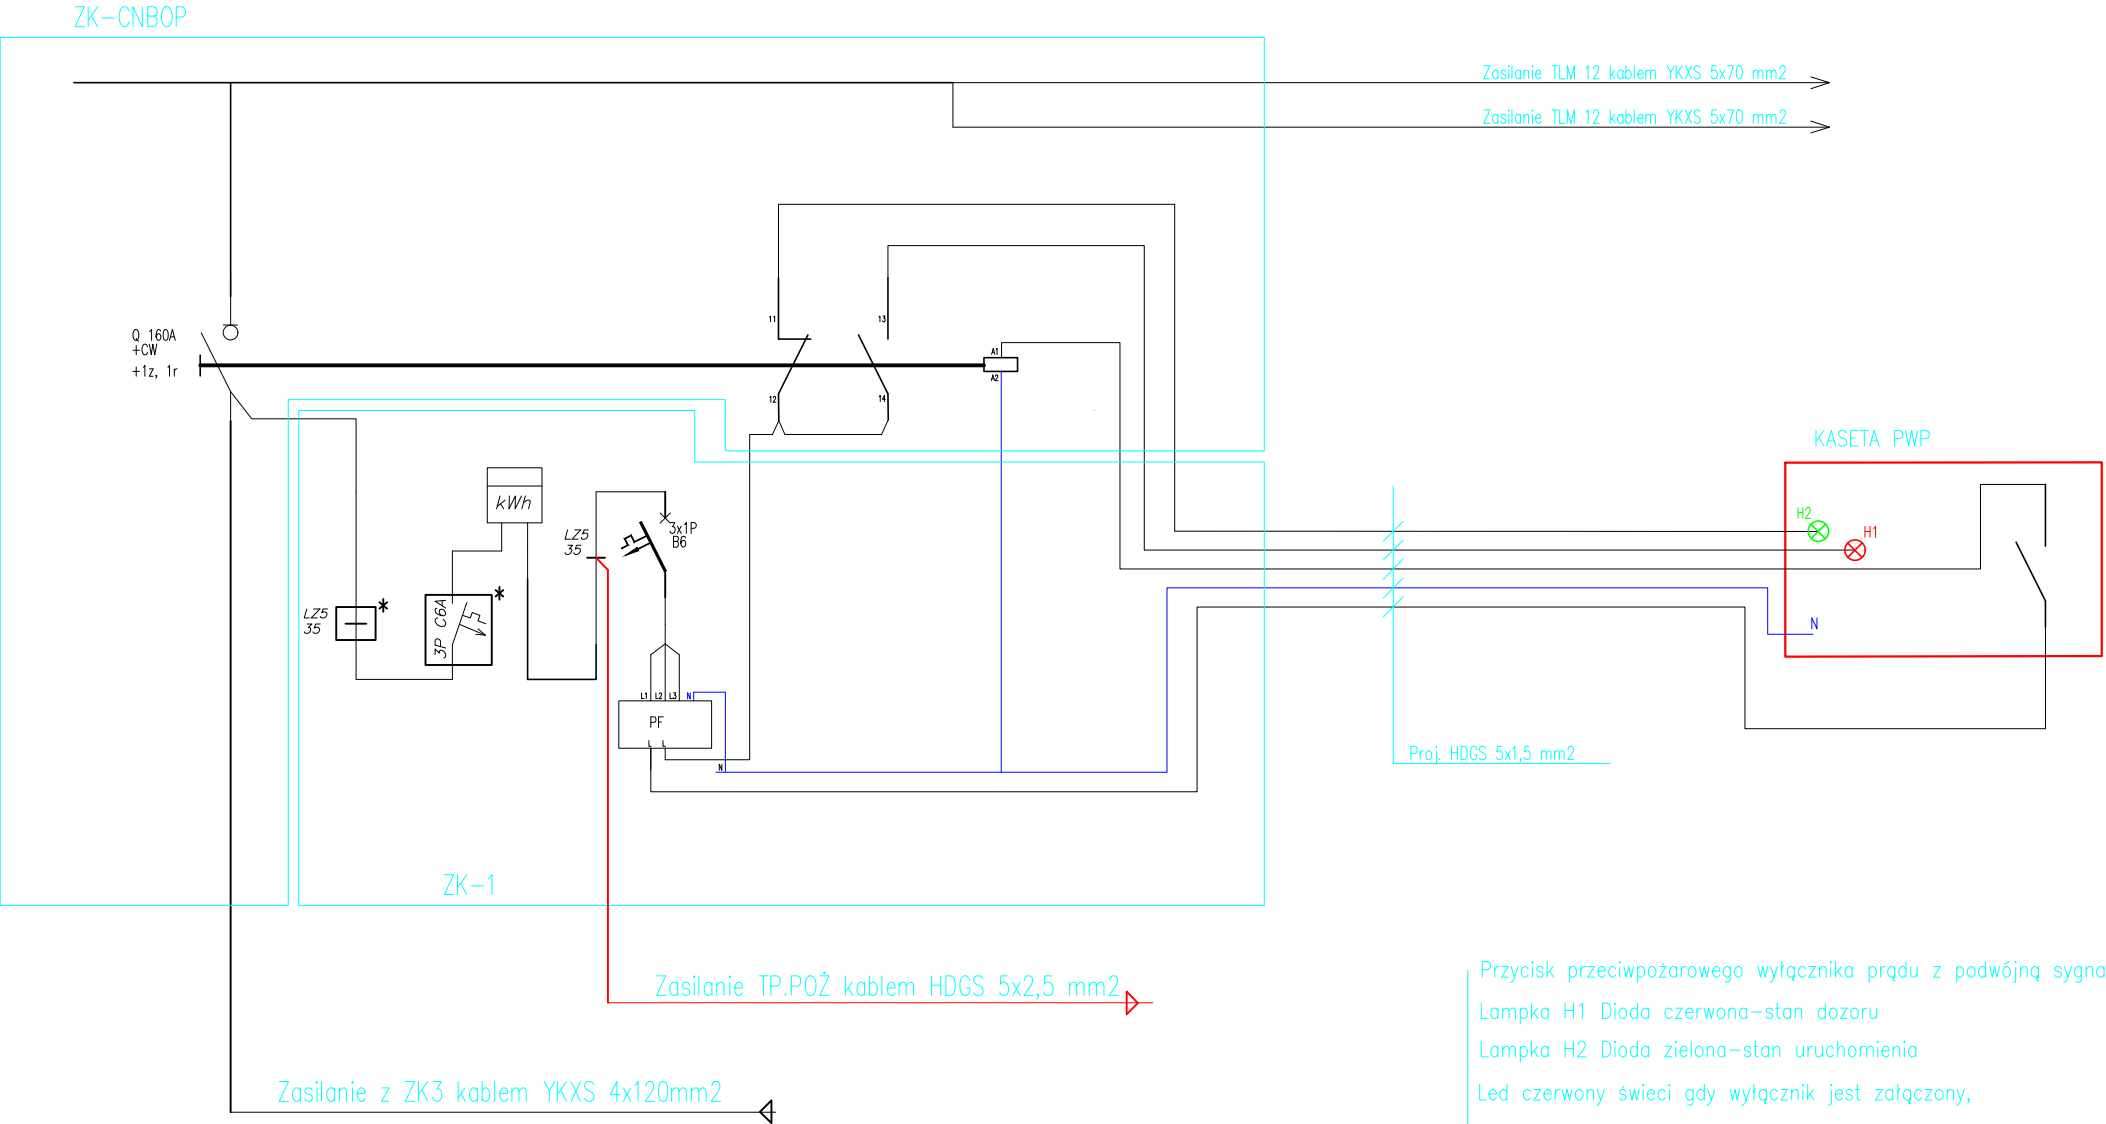 ZK-CNBOP
Zasilanie TLM 12 kablem YKXS 5x70 mm2
Zasilanie TLM 12 kablem YKXS 5x70 mm2
Q 160A
+CW
+1z, 1r
11
13
A1
A2
12
14
KASETA PWP
kWh
LZ5
35
3x1P
B6
H2
H1
LZ5
35
*
3P C6A
*
N
L1
L2
L3
N
PF
L
L
N
Proj. HDGS 5x1,5 mm2
ZK-1
Zasilanie TP.POŻ kablem HDGS 5x2,5 mm2
Zasilanie z ZK3 kablem YKXS 4x120mm2
Przycisk przeciwpożarowego wyłącznika prądu z podwójną sygna
Lampka H1 Dioda czerwona-stan dozoru
Lampka H2 Dioda zielona-stan uruchomienia
Led czerwony świeci gdy wyłącznik jest załączony,